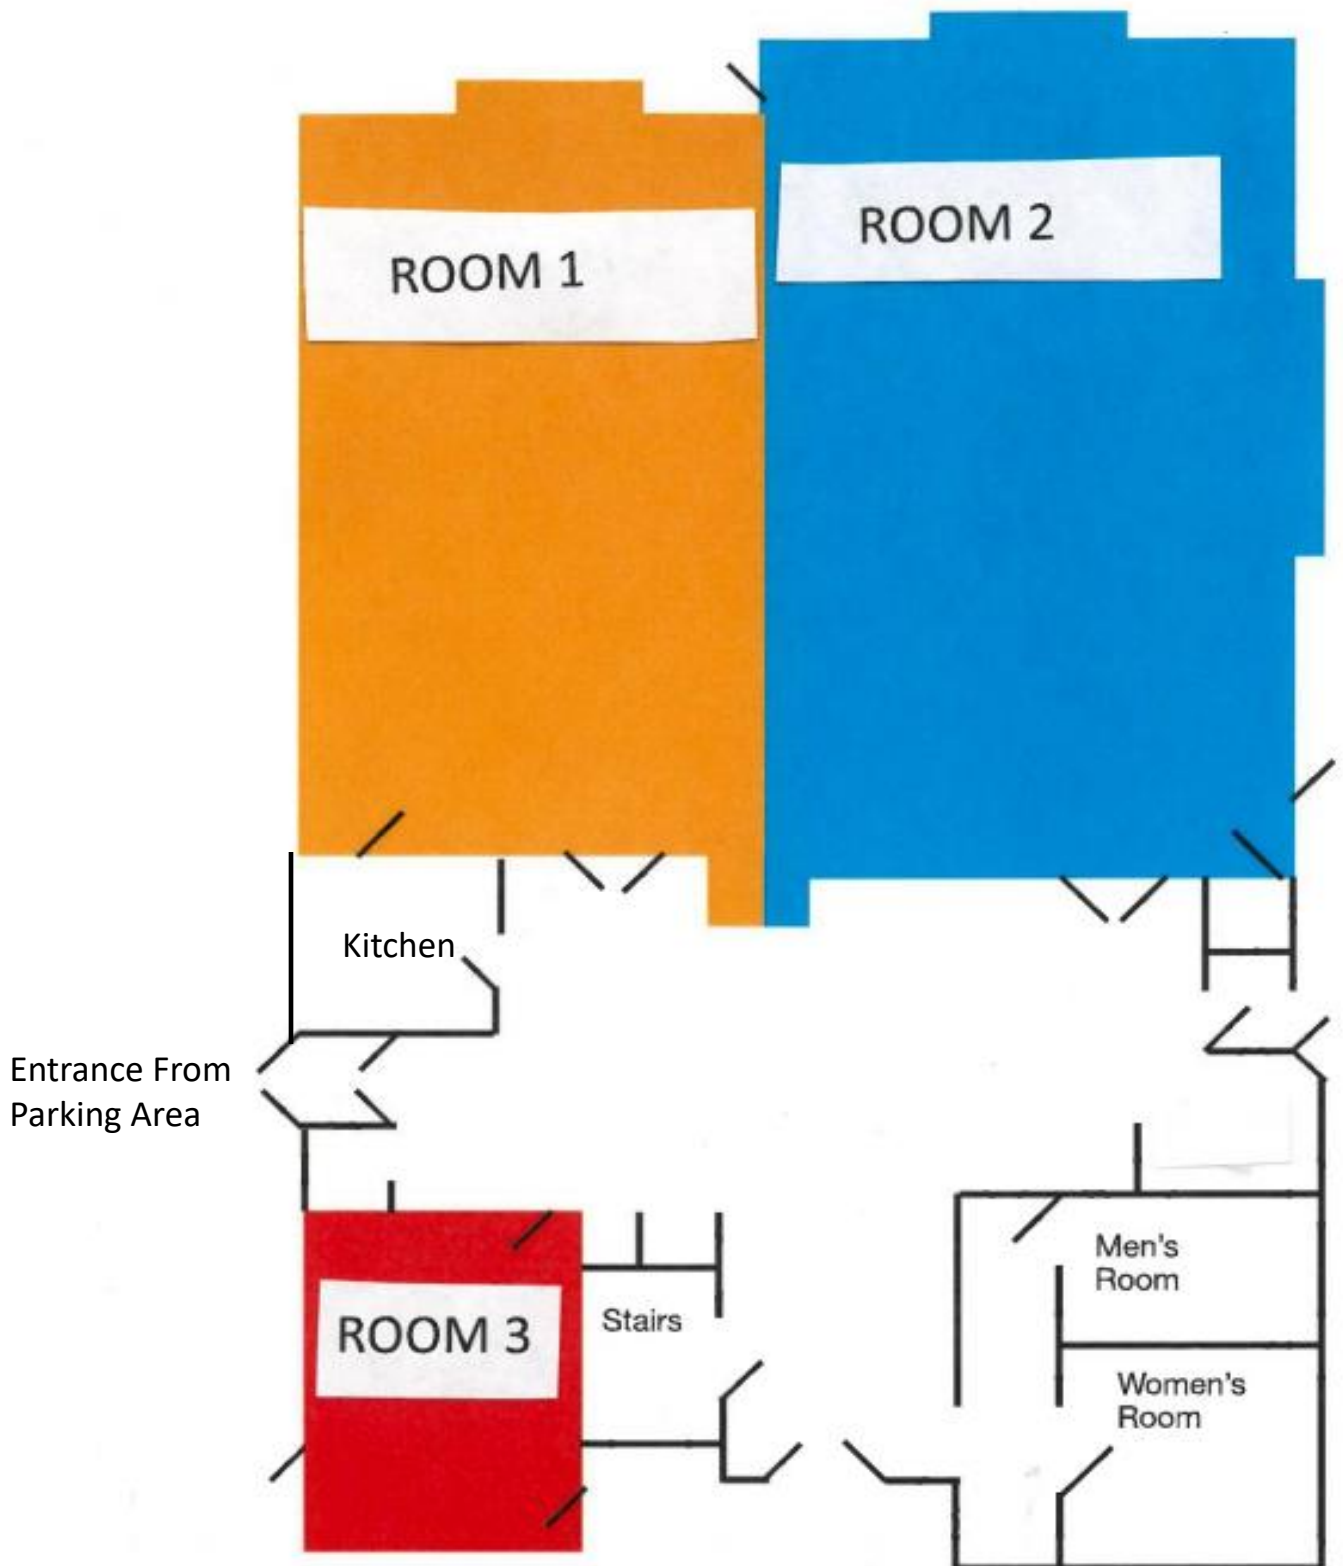 ROOM 2
ROOM 1
Kitchen
Entrance From
Parking Area
Men's
Room
ROOM 3
Stairs
Women's
Room